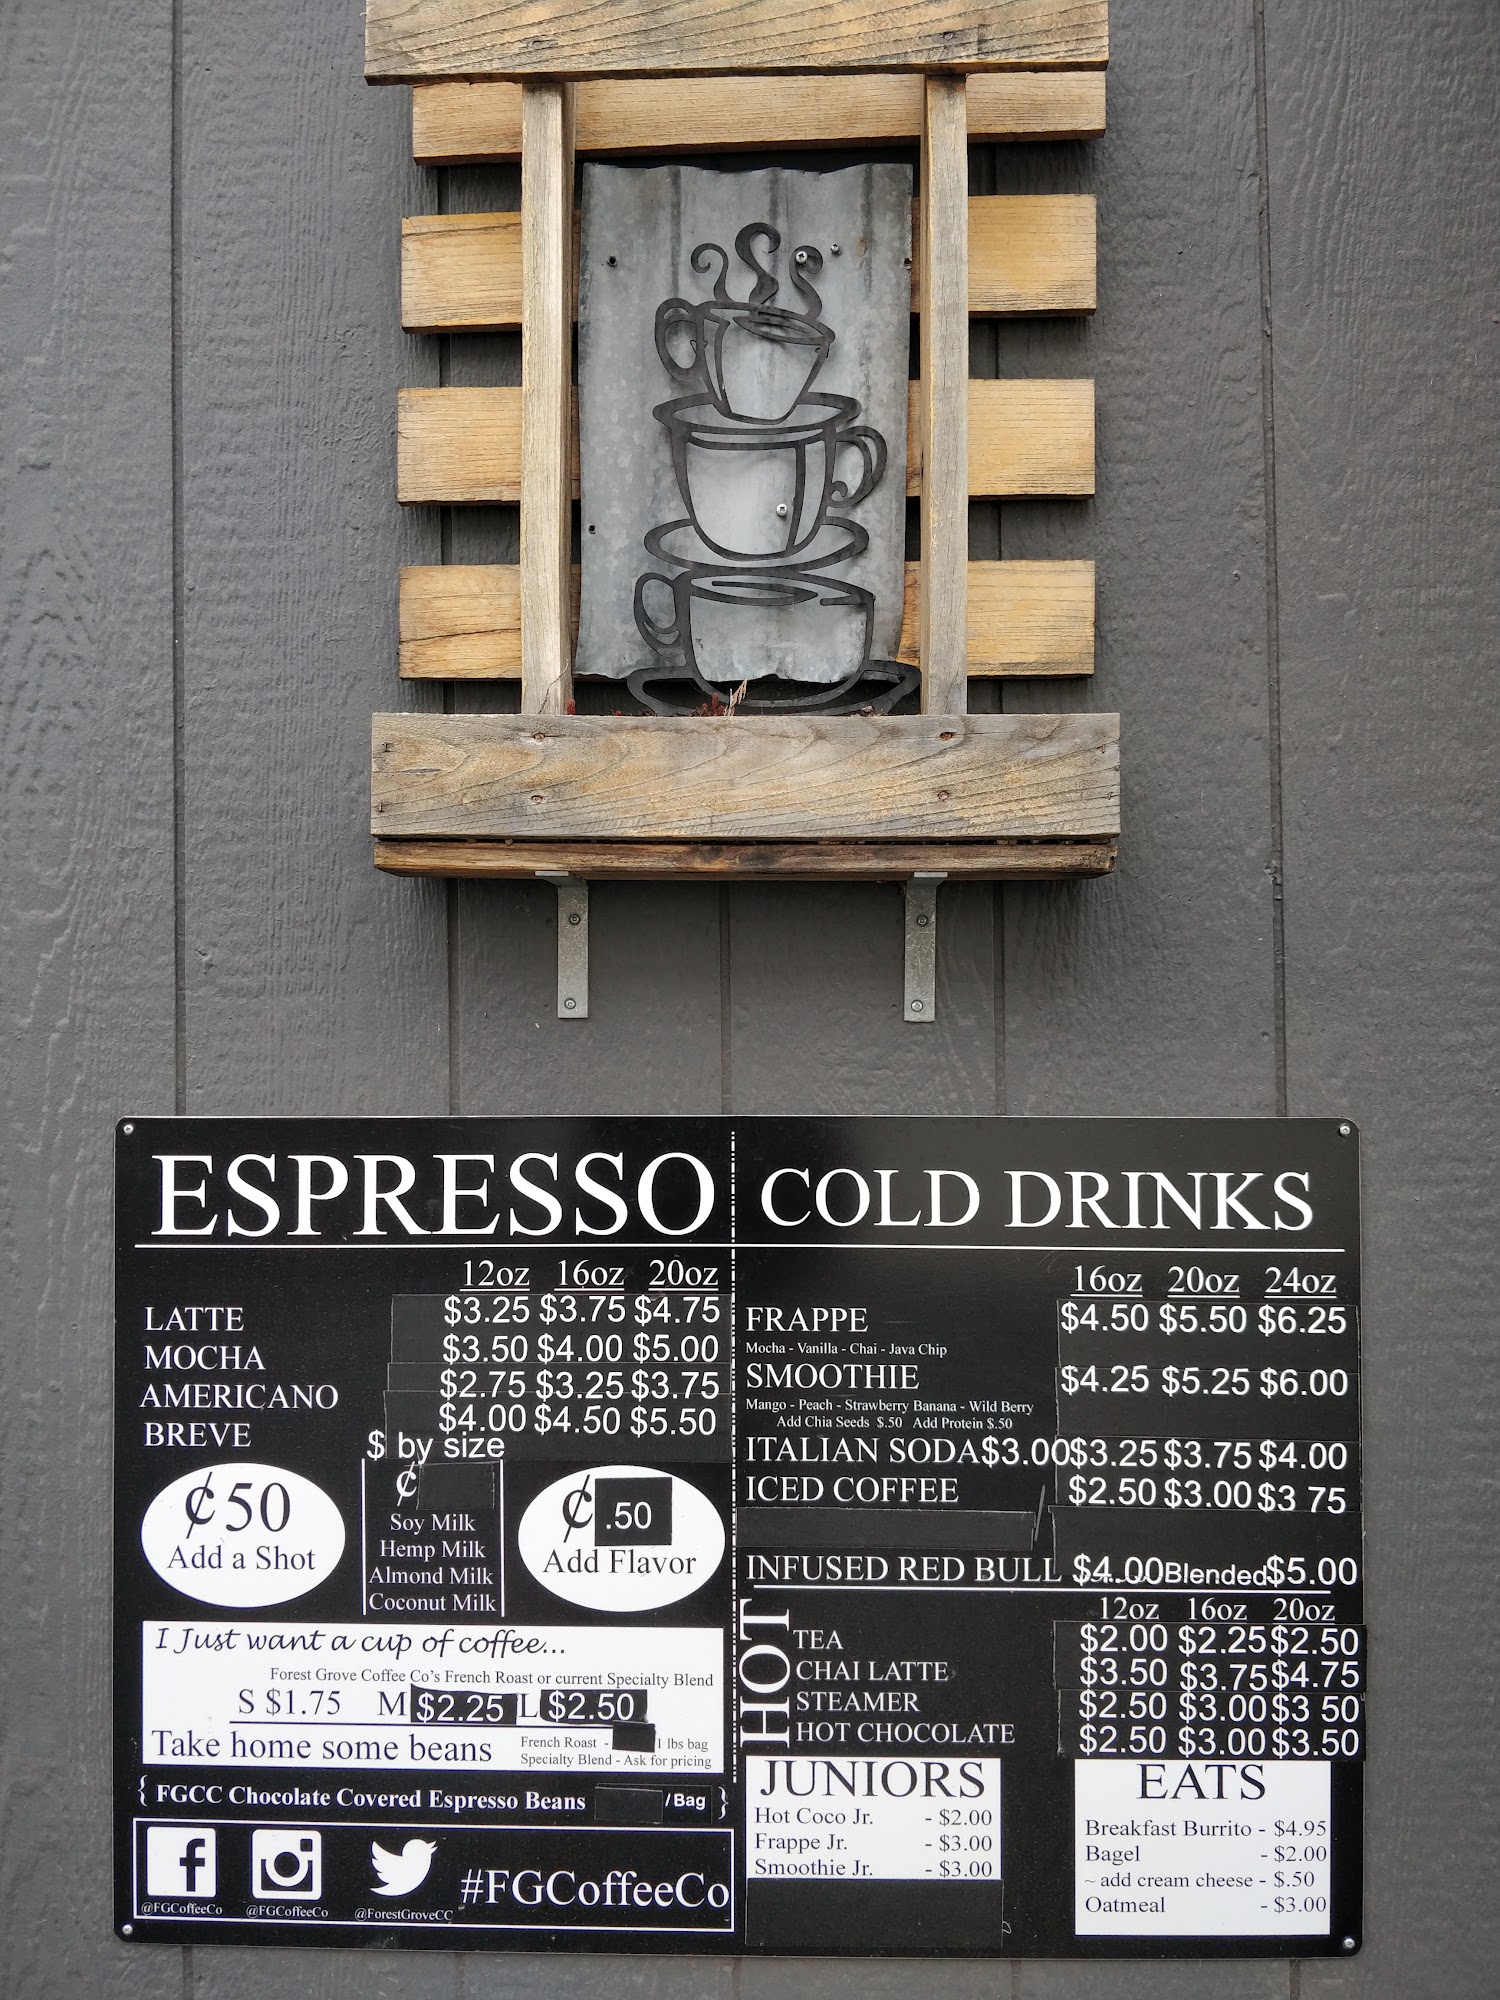 ESPRESSO
12oz 16oz 20oz
LATTE $3.25 $3.75 $4.75
MOCHA $3.50 $4.00 $5.00
AMERICANO $2.75 $3.25 $3.75
BREVE $4.00 $4.50 $5.50
¢50
Add a Shot
$ by size
¢
Soy Milk
Hemp Milk
Almond Milk
Coconut Milk
¢ .50
Add Flavor
I Just want a cup of coffee...
Forest Grove Coffee Co's French Roast or current Specialty Blend
S $1.75 M $2.25 L $2.50
Take home some beans
French Roast - 1 lbs bag
Specialty Blend - Ask for pricing
{ FGCC Chocolate Covered Espresso Beans /Bag }
@FGCoffeeCo @FGCoffeeCo @ForestGroveCC
#FGCoffeeCo
COLD DRINKS
16oz 20oz 24oz
FRAPPE $4.50 $5.50 $6.25
Mocha - Vanilla - Chai - Java Chip
SMOOTHIE $4.25 $5.25 $6.00
Mango - Peach - Strawberry Banana - Wild Berry
Add Chia Seeds $.50 Add Protein $.50
ITALIAN SODA $3.00 $3.25 $3.75 $4.00
ICED COFFEE $2.50 $3.00 $3 75
INFUSED RED BULL $4.00 Blended $5.00
HOT
12oz 16oz 20oz
TEA $2.00 $2.25 $2.50
CHAI LATTE $3.50 $3.75 $4.75
STEAMER $2.50 $3.00 $3 50
HOT CHOCOLATE $2.50 $3.00 $3.50
JUNIORS
Hot Coco Jr. - $2.00
Frappe Jr. - $3.00
Smoothie Jr. - $3.00
EATS
Breakfast Burrito - $4.95
Bagel - $2.00
~ add cream cheese - $.50
Oatmeal - $3.00